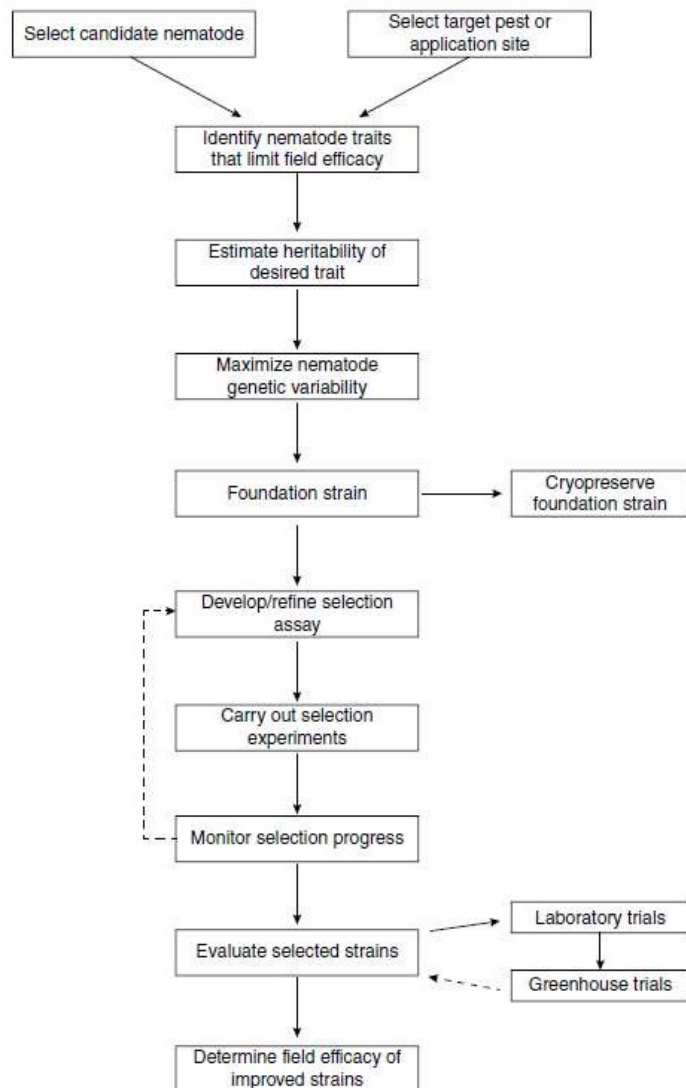 Select candidate nematode
Select target pest or
application site
Identify nematode traits
that limit field efficacy
Estimate heritability of
desired trait
Maximize nematode
genetic variability
Foundation strain
Cryopreserve
foundation strain
Develop/refine selection
assay
Carry out selection
experiments
Monitor selection progress
Evaluate selected strains
Laboratory trials
Greenhouse trials
Determine field efficacy of
improved strains